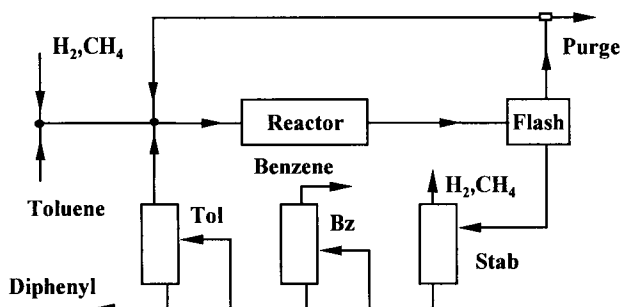 H2,CH4
Purge
Reactor
Flash
Benzene
H2,CH4
Toluene
Tol
Bz
Stab
Diphenyl